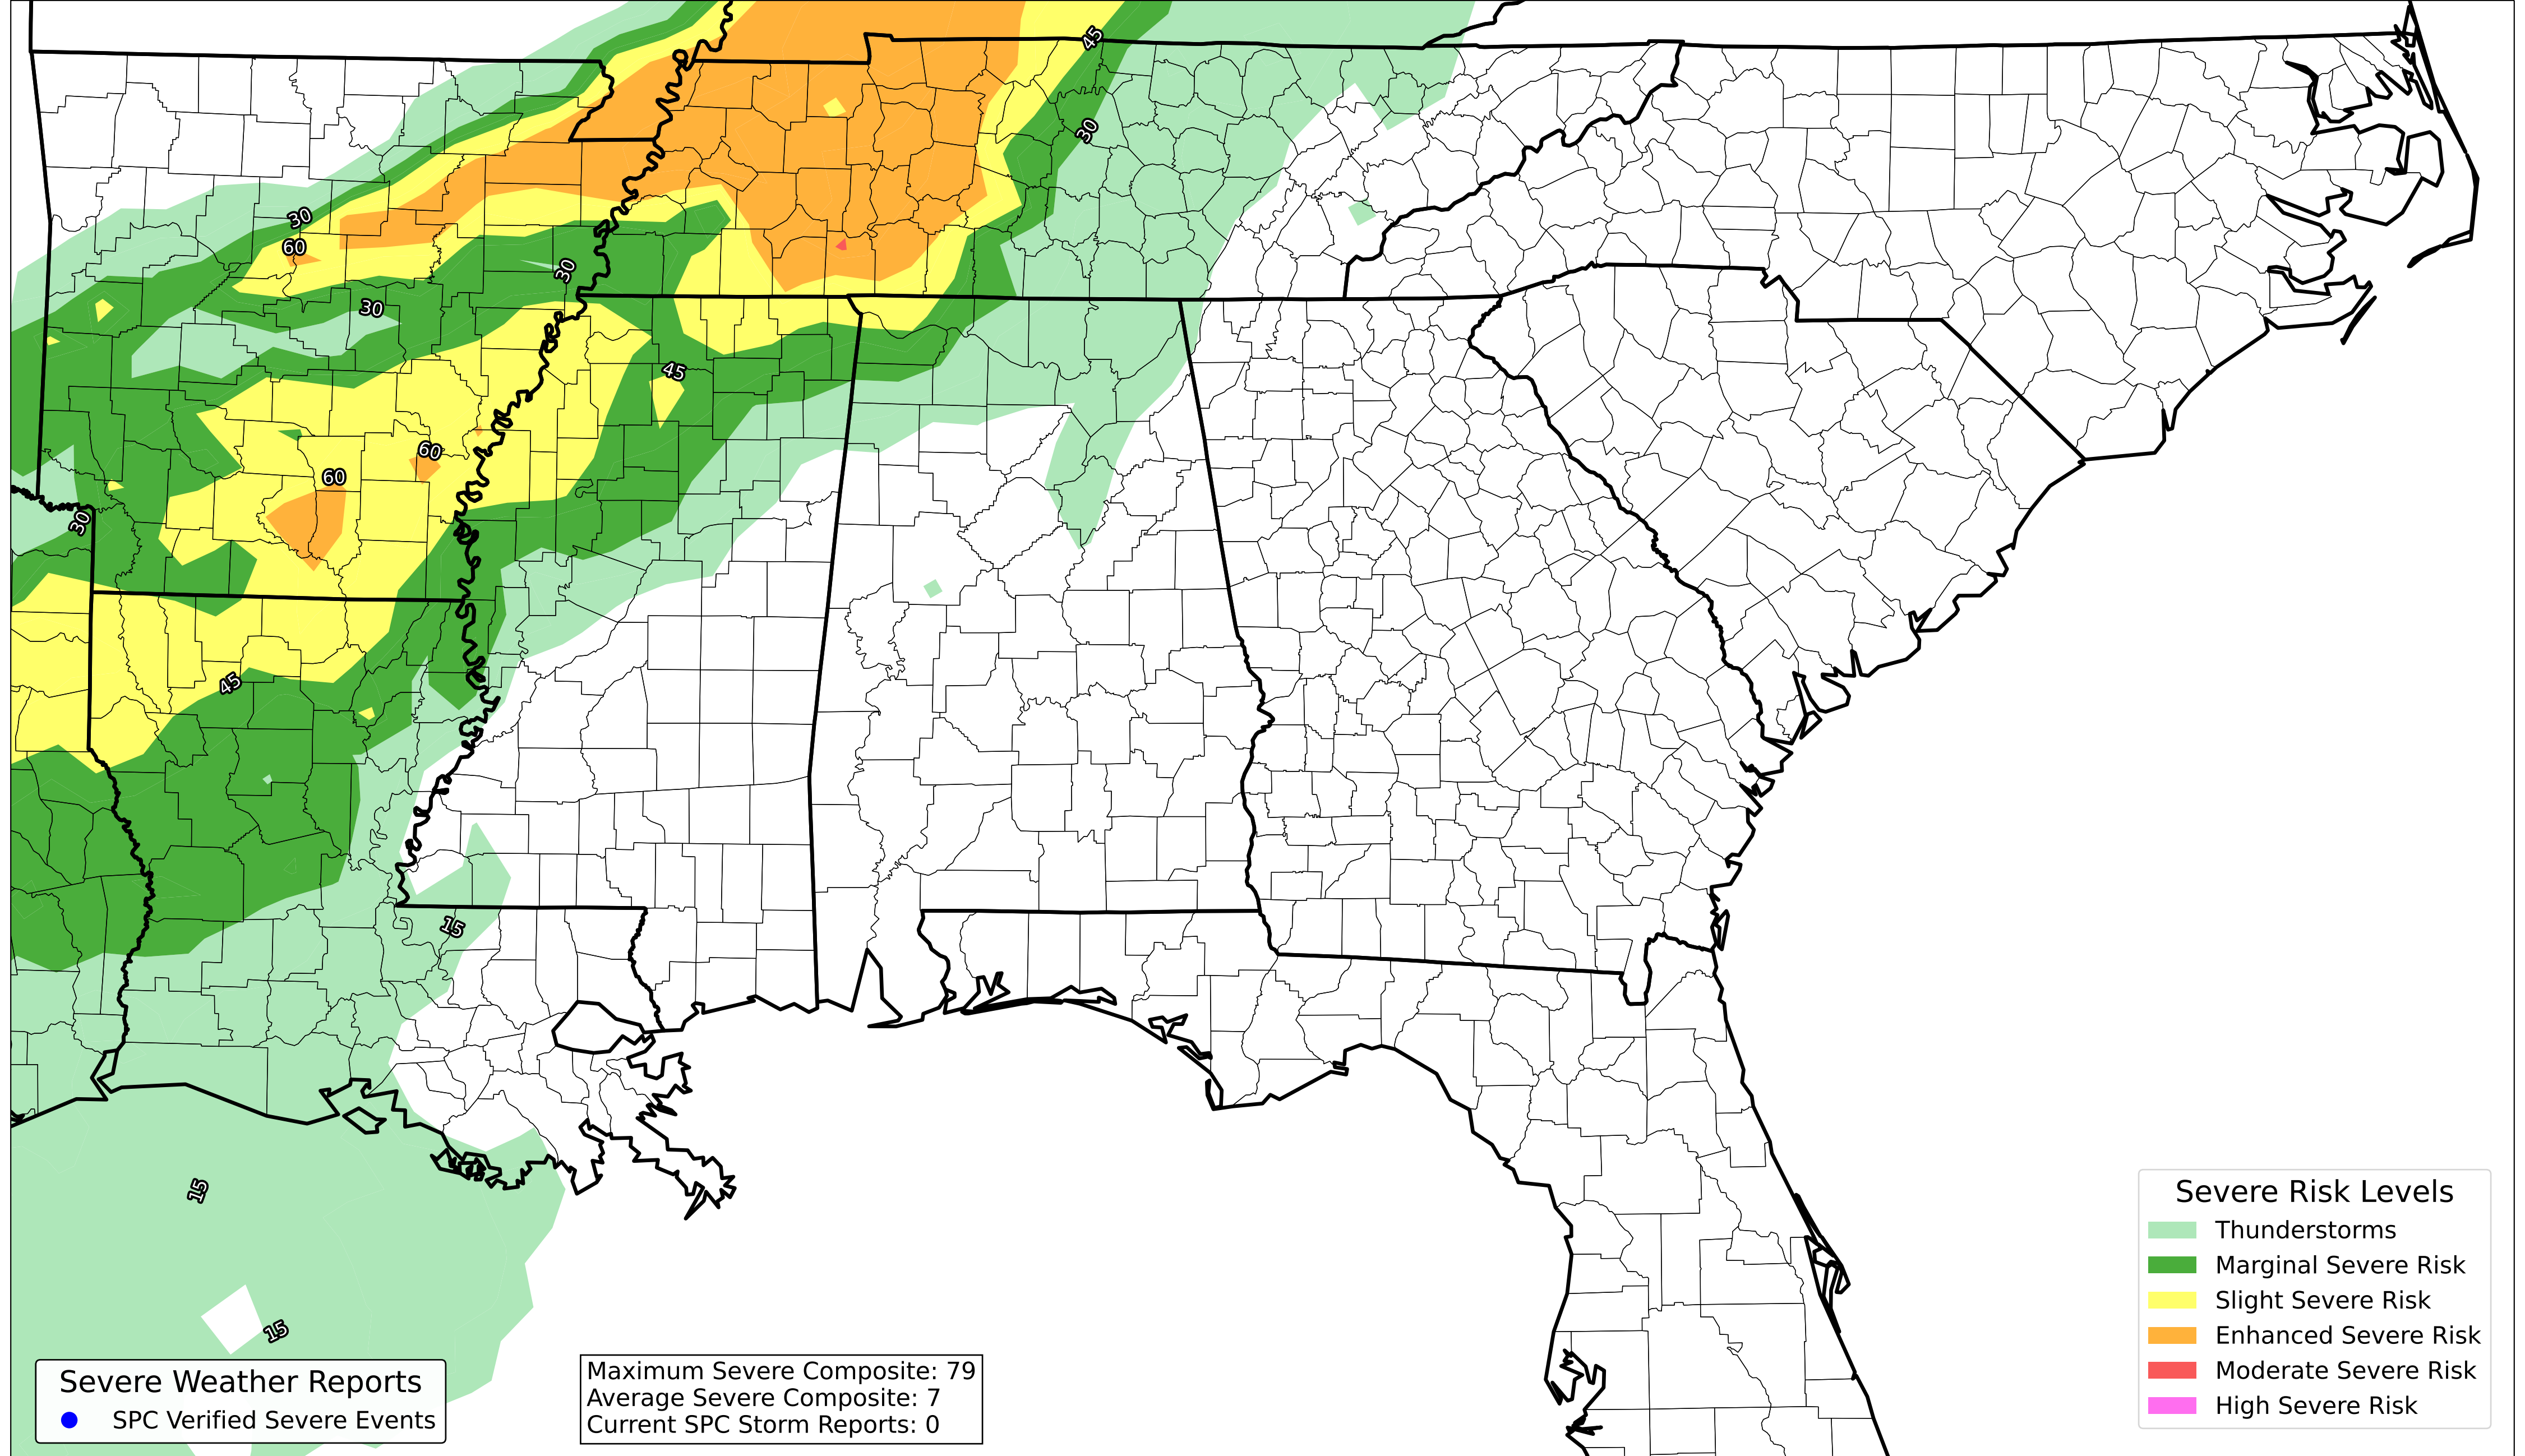 45
30
30
60
30
30
45
60
60
30
45
15
15
15
Severe Risk Levels
Thunderstorms
Marginal Severe Risk
Slight Severe Risk
Enhanced Severe Risk
Moderate Severe Risk
High Severe Risk
Severe Weather Reports
SPC Verified Severe Events
Maximum Severe Composite: 79
Average Severe Composite: 7
Current SPC Storm Reports: 0